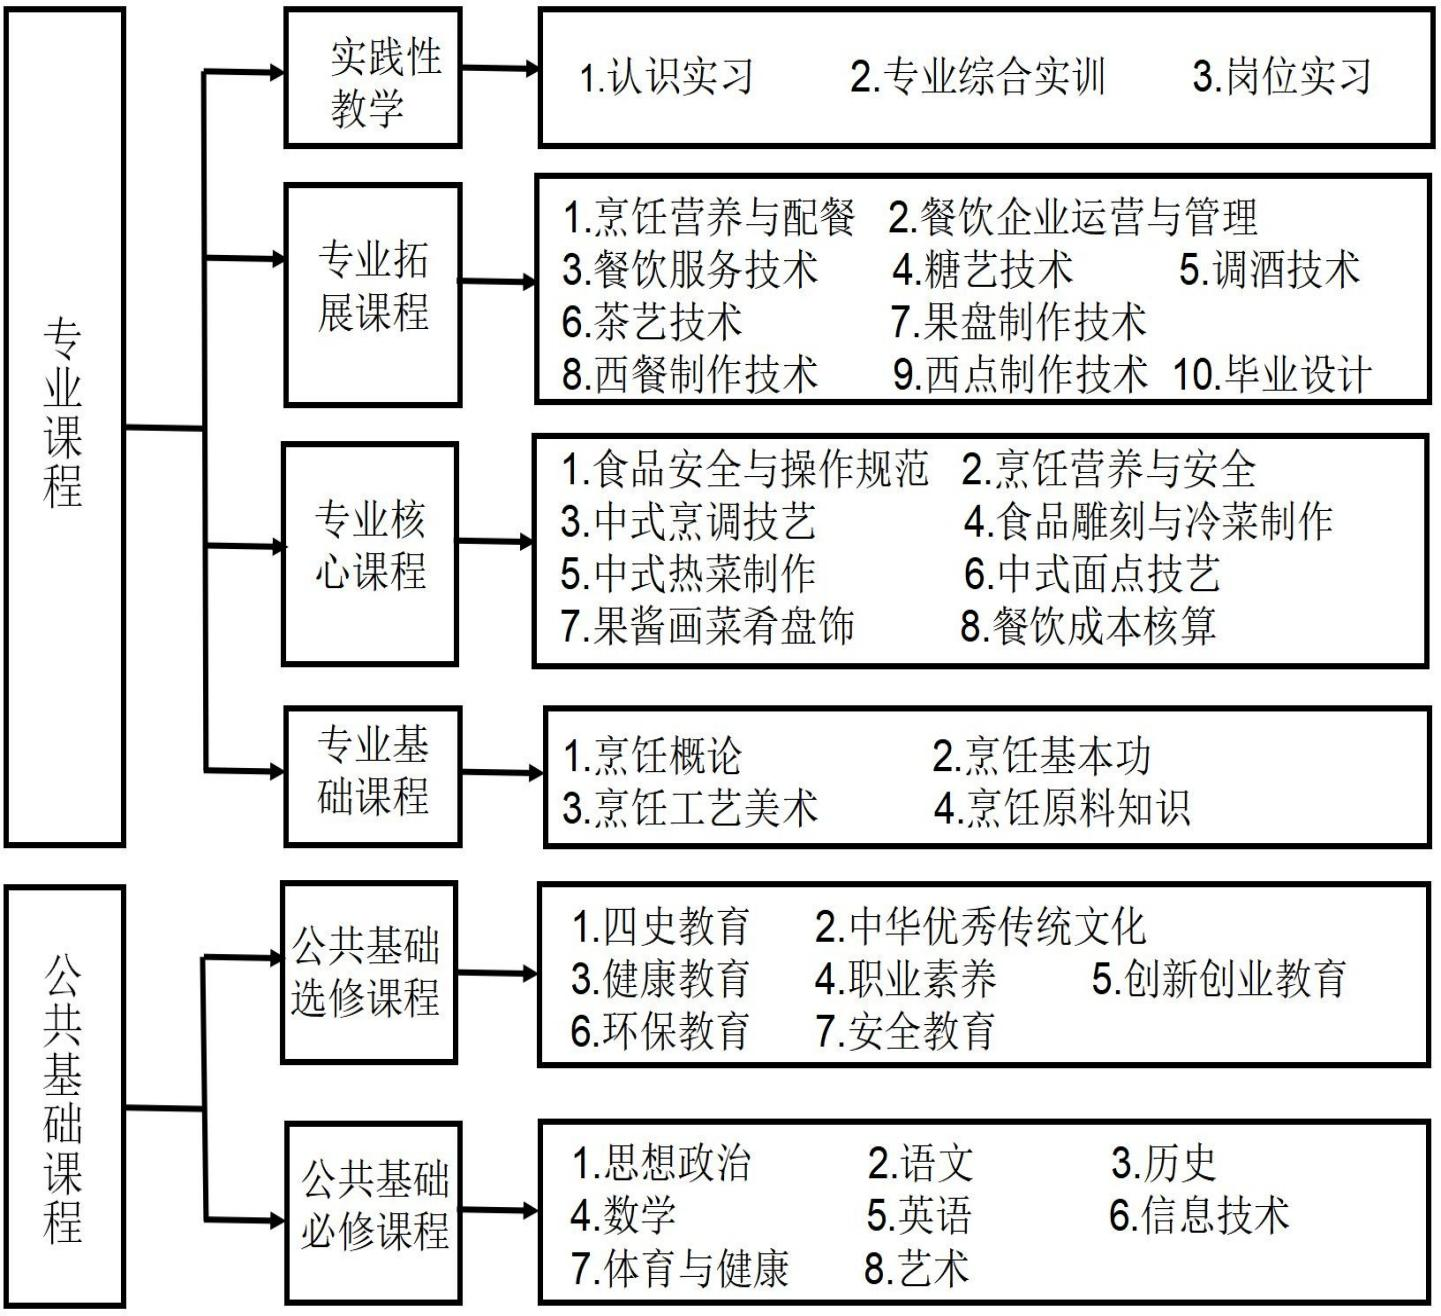 专业课程
实践性
教学
1.认识实习 2.专业综合实训 3.岗位实习
专业拓
展课程
1.烹饪营养与配餐 2.餐饮企业运营与管理
3.餐饮服务技术 4.糖艺技术 5.调酒技术
6.茶艺技术 7.果盘制作技术
8.西餐制作技术 9.西点制作技术 10.毕业设计
专业核
心课程
1.食品安全与操作规范 2.烹饪营养与安全
3.中式烹调技艺 4.食品雕刻与冷菜制作
5.中式热菜制作 6.中式面点技艺
7.果酱画菜肴盘饰 8.餐饮成本核算
专业基
础课程
1.烹饪概论 2.烹饪基本功
3.烹饪工艺美术 4.烹饪原料知识
公共基础课程
公共基础
选修课程
1.四史教育 2.中华优秀传统文化
3.健康教育 4.职业素养 5.创新创业教育
6.环保教育 7.安全教育
公共基础
必修课程
1.思想政治 2.语文 3.历史
4.数学 5.英语 6.信息技术
7.体育与健康 8.艺术